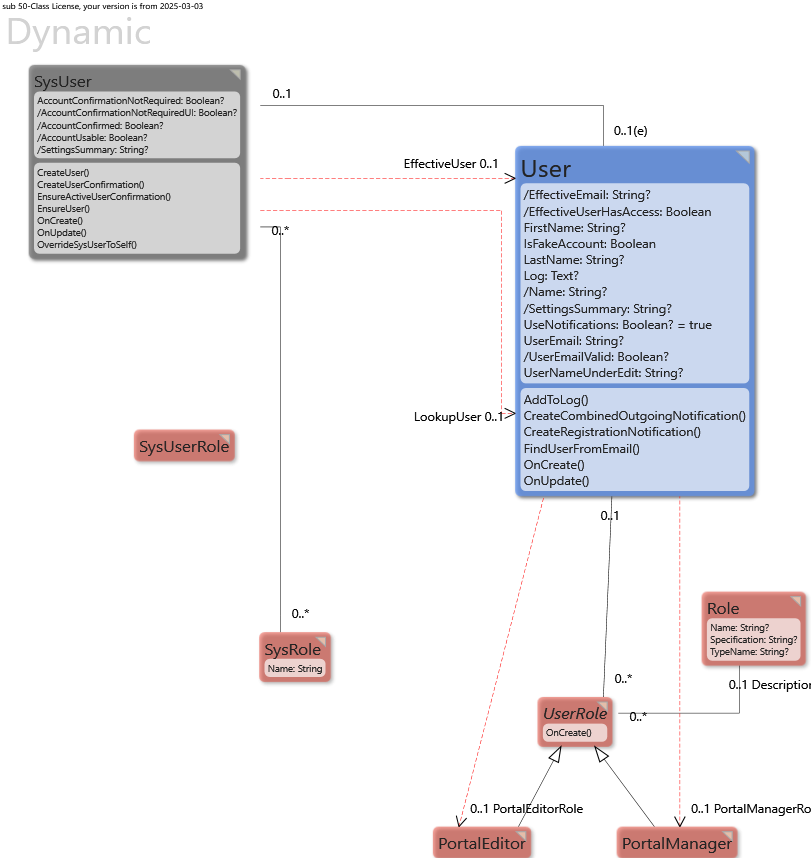 sub 50-Class License, your version is from 2025-03-03
Dynamic
SysUser
AccountConfirmationNotRequired: Boolean?
/AccountConfirmationNotRequiredUI: Boolean?
/AccountConfirmed: Boolean?
/AccountUsable: Boolean?
/SettingsSummary: String?
CreateUser()
CreateUserConfirmation()
EnsureActiveUserConfirmation()
EnsureUser()
OnCreate()
OnUpdate()
OverrideSysUserToSelf()
0..1
0..1(e)
EffectiveUser 0..1
0..*
LookupUser 0..1
User
/EffectiveEmail: String?
/EffectiveUserHasAccess: Boolean
FirstName: String?
IsFakeAccount: Boolean
LastName: String?
Log: Text?
/Name: String?
/SettingsSummary: String?
UseNotifications: Boolean? = true
UserEmail: String?
/UserEmailValid: Boolean?
UserNameUnderEdit: String?
AddToLog()
CreateCombinedOutgoingNotification()
CreateRegistrationNotification()
FindUserFromEmail()
OnCreate()
OnUpdate()
SysUserRole
0..1
0..*
SysRole
Name: String
Role
Name: String?
Specification: String?
TypeName: String?
0..1 Description
0..*
UserRole
OnCreate()
0..*
0..1 PortalEditorRole
0..1 PortalManagerRo
PortalEditor
PortalManager